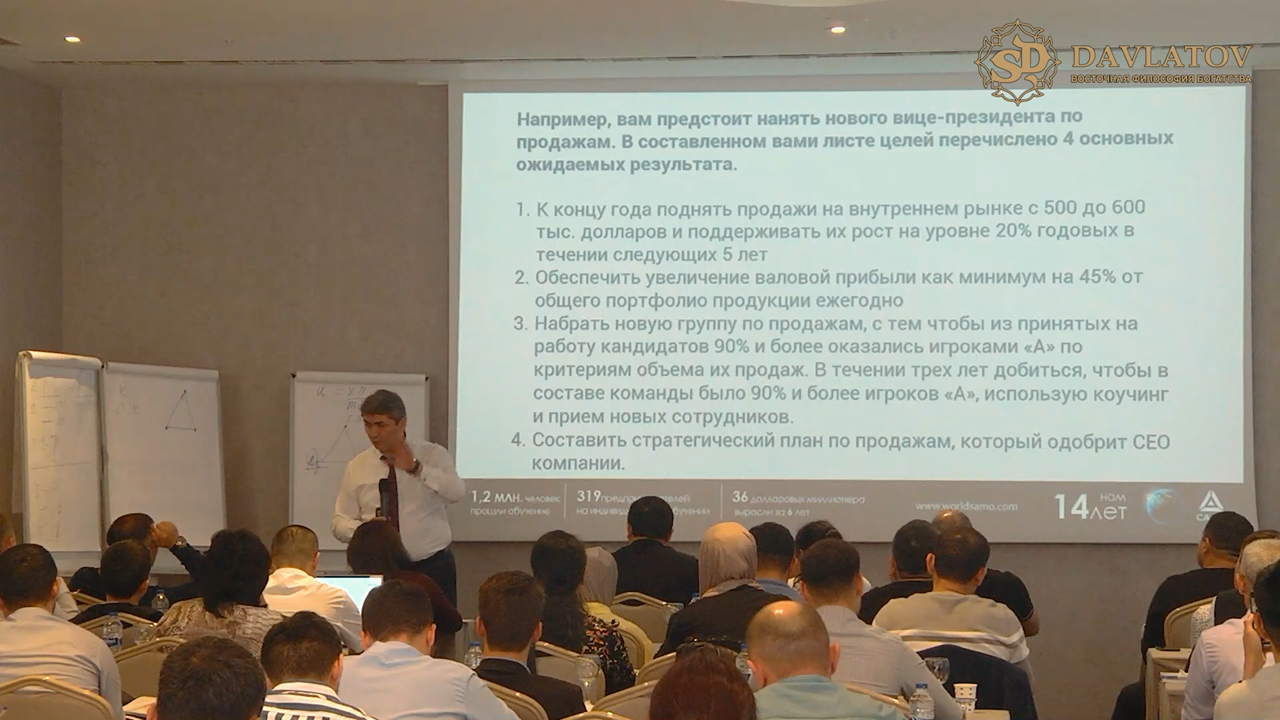 DAVLATOV
ВОСТОЧНАЯ ФИЛОСОФИЯ БОГАТСТВА
Например, вам предстоит нанять нового вице-президента по
продажам. В составленном вами листе целей перечислено 4 основных
ожидаемых результата.
1. К концу года поднять продажи на внутреннем рынке с 500 до 600
тыс. долларов и поддерживать их рост на уровне 20% годовых в
течении следующих 5 лет
2. Обеспечить увеличение валовой прибыли как минимум на 45% от
общего портфолио продукции ежегодно
3. Набрать новую группу по продажам, с тем чтобы из принятых на
работу кандидатов 90% и более оказались игроками «А» по
критериям объема их продаж. В течении трех лет добиться, чтобы в
составе команды было 90% и более игроков «А», использую коучинг
и прием новых сотрудников.
4. Составить стратегический план по продажам, который одобрит CEO
компании.
1,2 МЛН. человек
прошли обучение
319
на обучении
36 долларовых миллионера
выросли за 6 лет
www.worldsamo.com
14 нам
лет